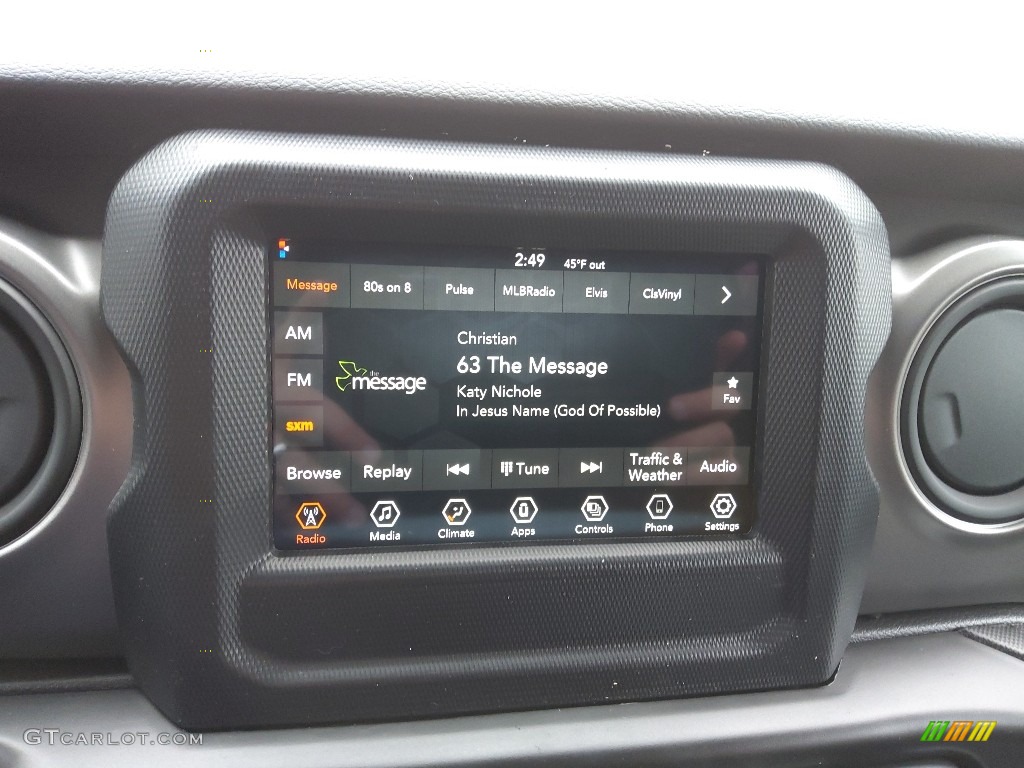 2:49 45°F out
Message 80s on 8 Pulse MLBRadio Elvis ClsVinyl
AM
FM
sxm
the message
Christian
63 The Message
Katy Nichole
In Jesus Name (God Of Possible)
Fav
Browse Replay Tune Traffic & Weather Audio
Radio Media Climate Apps Controls Phone Settings
GTCARLOT.COM